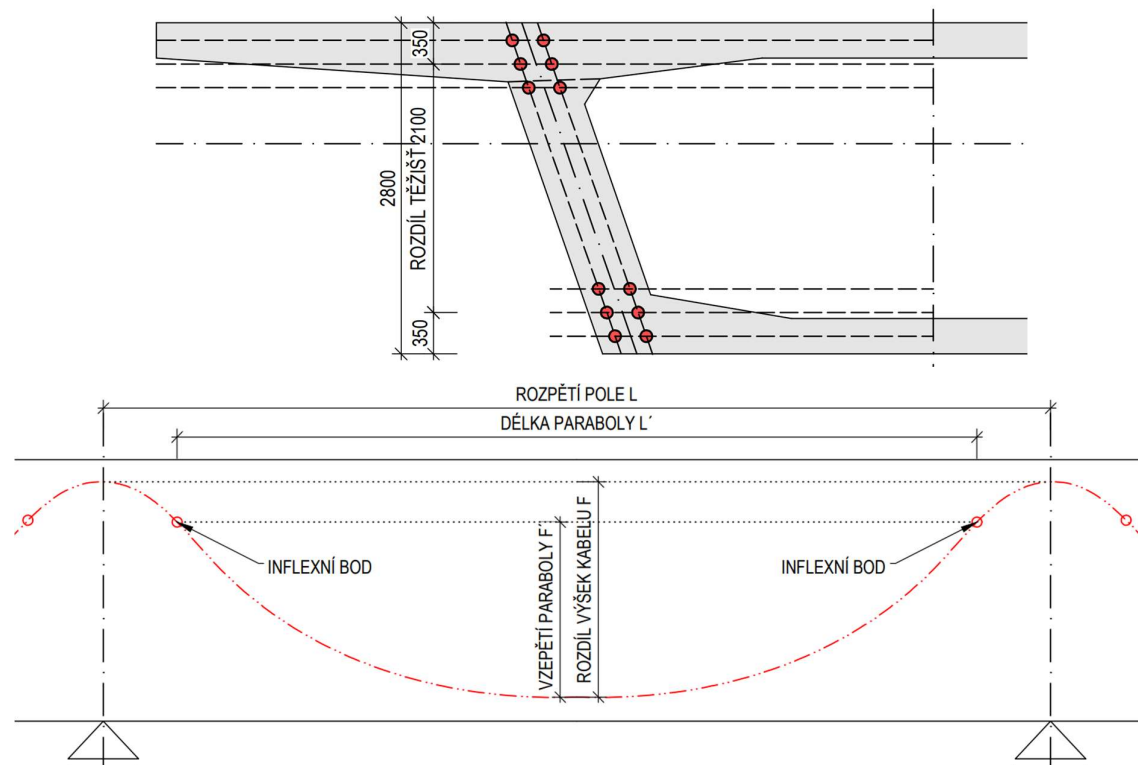 350
2800
ROZDÍL TĚŽIŠŤ 2100
350
ROZPĚTÍ POLE L
DÉLKA PARABOLY L´
INFLEXNÍ BOD
VZEPĚTÍ PARABOLY F´
ROZDÍL VÝŠEK KABELU F
INFLEXNÍ BOD